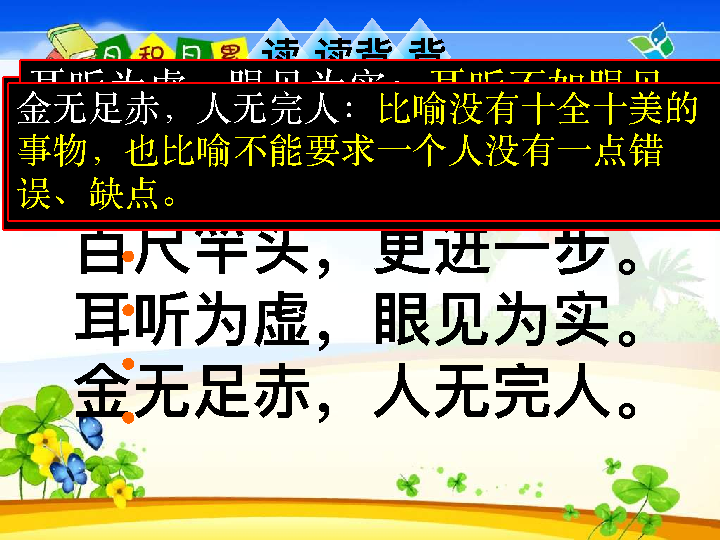 日积月累
读读背背
耳听为虚，眼见为实：耳听不如眼见
金无足赤，人无完人：比喻没有十全十美的
事物，也比喻不能要求一个人没有一点错
误、缺点。
百尺竿头，更进一步。
耳听为虚，眼见为实。
金无足赤，人无完人。